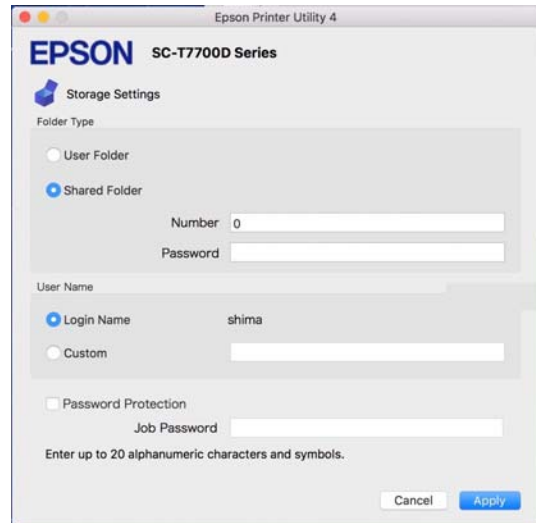 Epson Printer Utility 4
EPSON SC-T7700D Series
Storage Settings
Folder Type
User Folder
Shared Folder
Number 0
Password
User Name
Login Name shima
Custom
Password Protection
Job Password
Enter up to 20 alphanumeric characters and symbols.
Cancel Apply